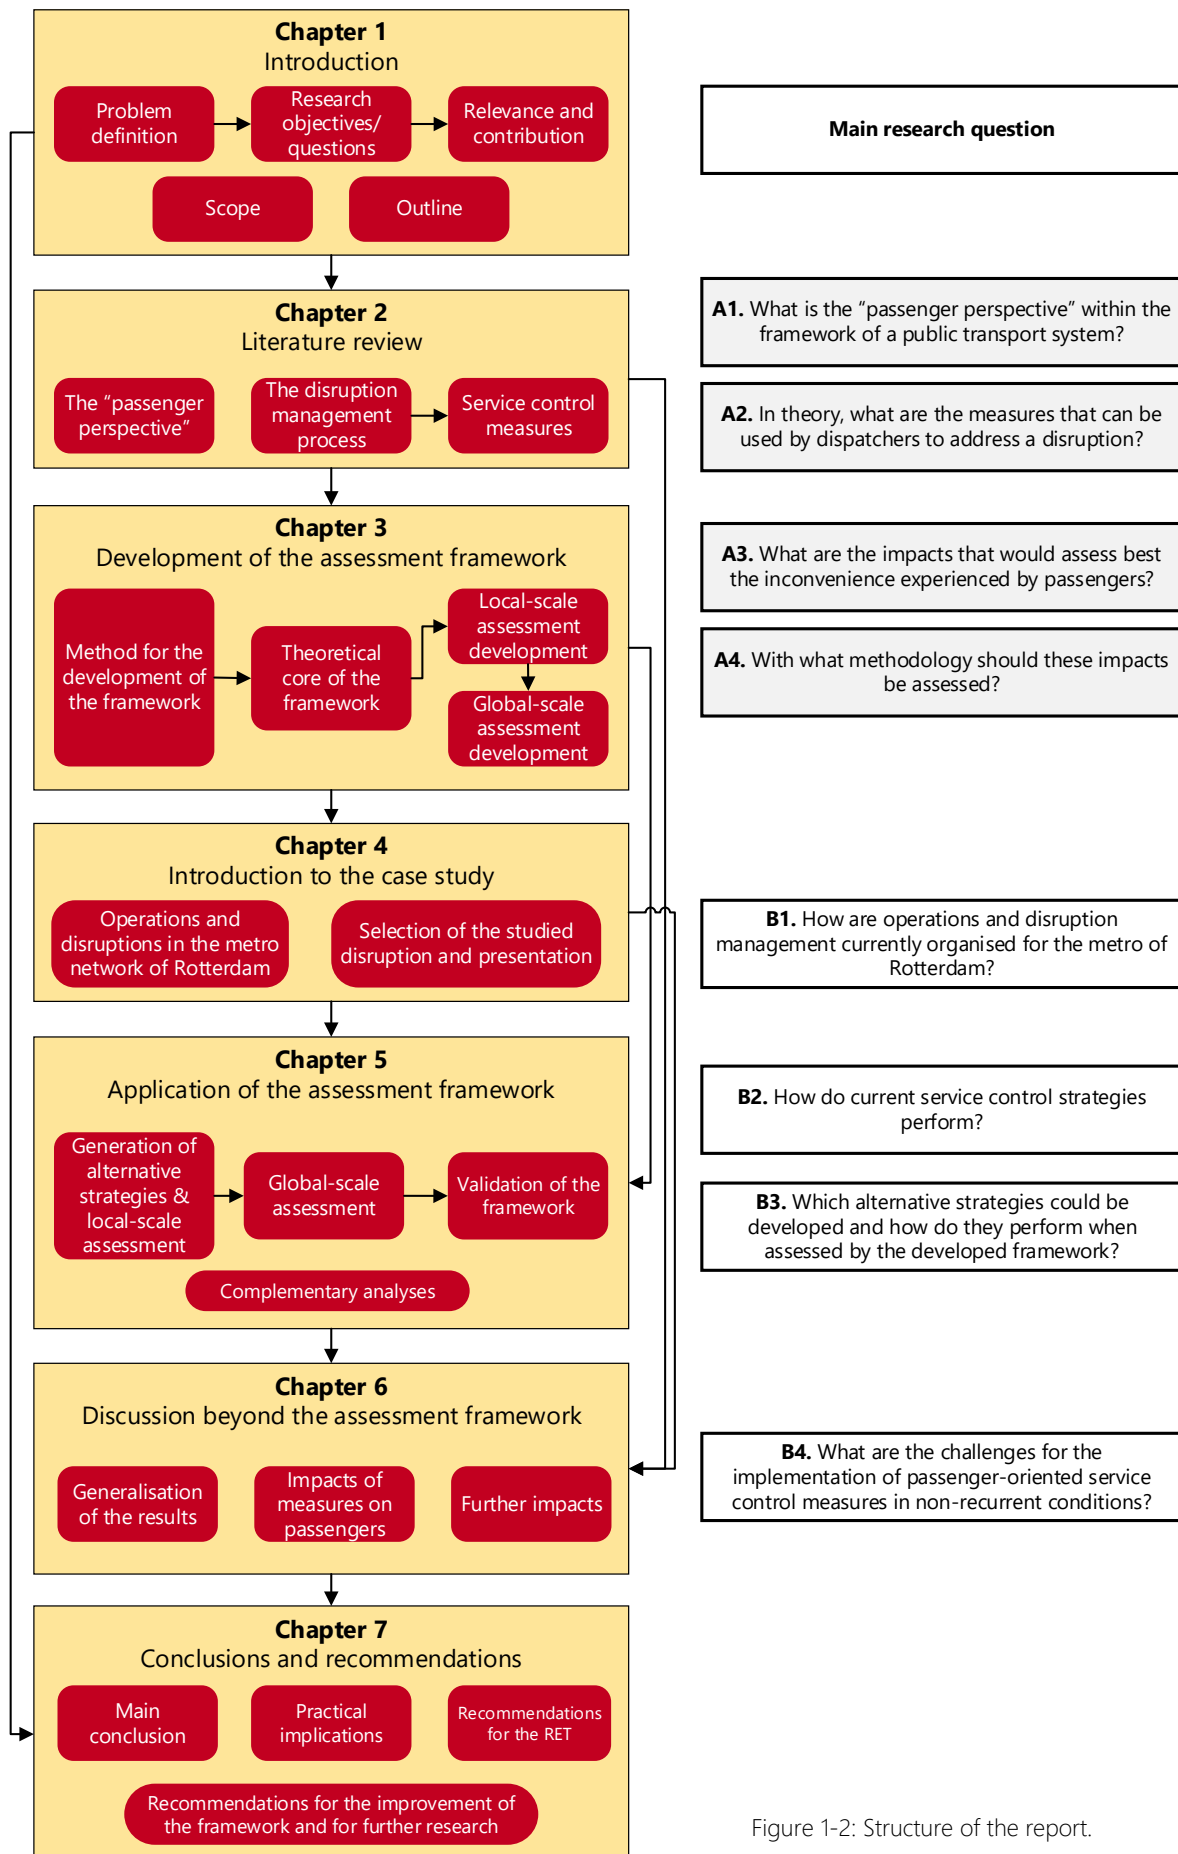 Chapter 1
Introduction
Problem
definition
Research
objectives/
questions
Relevance and
contribution
Scope
Outline
Main research question
Chapter 2
Literature review
The “passenger
perspective”
The disruption
management
process
Service control
measures
A1. What is the “passenger perspective” within the
framework of a public transport system?
A2. In theory, what are the measures that can be
used by dispatchers to address a disruption?
Chapter 3
Development of the assessment framework
Method for the
development of
the framework
Theoretical
core of the
framework
Local-scale
assessment
development
Global-scale
assessment
development
A3. What are the impacts that would assess best
the inconvenience experienced by passengers?
A4. With what methodology should these impacts
be assessed?
Chapter 4
Introduction to the case study
Operations and
disruptions in the metro
network of Rotterdam
Selection of the studied
disruption and presentation
B1. How are operations and disruption
management currently organised for the metro of
Rotterdam?
Chapter 5
Application of the assessment framework
Generation of
alternative
strategies &
local-scale
assessment
Global-scale
assessment
Validation of the
framework
Complementary analyses
B2. How do current service control strategies
perform?
B3. Which alternative strategies could be
developed and how do they perform when
assessed by the developed framework?
Chapter 6
Discussion beyond the assessment framework
Generalisation
of the results
Impacts of
measures on
passengers
Further impacts
B4. What are the challenges for the
implementation of passenger-oriented service
control measures in non-recurrent conditions?
Chapter 7
Conclusions and recommendations
Main
conclusion
Practical
implications
Recommendations
for the RET
Recommendations for the improvement of
the framework and for further research
Figure 1-2: Structure of the report.